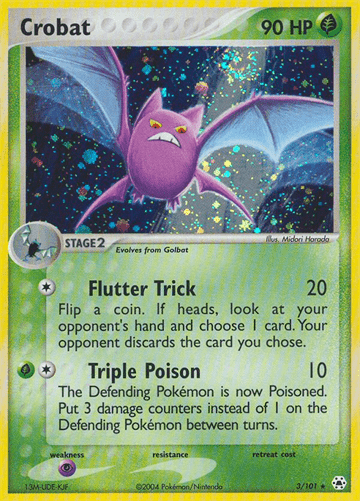 Crobat 90 HP
Illus. Midori Harada
STAGE 2
Evolves from Golbat
Flutter Trick 20
Flip a coin. If heads, look at your
opponent's hand and choose 1 card. Your
opponent discards the card you chose.
Triple Poison 10
The Defending Pokémon is now Poisoned.
Put 3 damage counters instead of 1 on the
Defending Pokémon between turns.
weakness resistance retreat cost
13M-UDE-KJF ©2004 Pokémon/Nintendo 3/101 ★